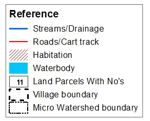 Reference
Streams/Drainage
Roads/Cart track
Habitation
Waterbody
11 Land Parcels With No's
Village boundary
Micro Watershed boundary